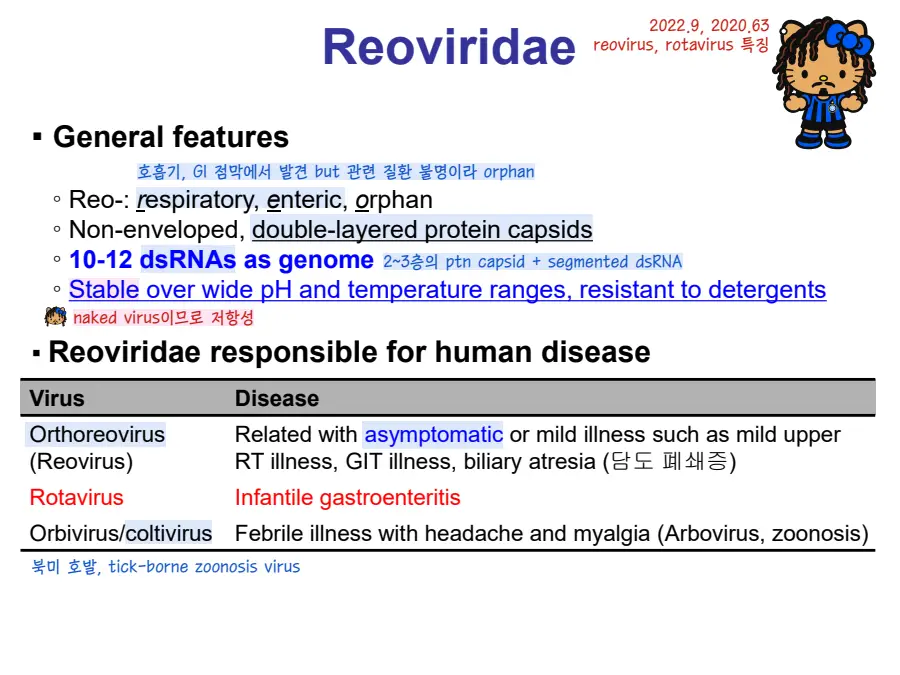 Reoviridae
2022.9, 2020.63
reovirus, rotavirus 특징
▪ General features
호흡기, GI 점막에서 발견 but 관련 질환 불명이라 orphan
◦ Reo-: respiratory, enteric, orphan
◦ Non-enveloped, double-layered protein capsids
◦ 10-12 dsRNAs as genome 2~3층의 ptn capsid + segmented dsRNA
◦ Stable over wide pH and temperature ranges, resistant to detergents
naked virus이므로 저항성
▪ Reoviridae responsible for human disease
Virus Disease
Orthoreovirus Related with asymptomatic or mild illness such as mild upper
(Reovirus) RT illness, GIT illness, biliary atresia (담도 폐쇄증)
Rotavirus Infantile gastroenteritis
Orbivirus/coltivirus Febrile illness with headache and myalgia (Arbovirus, zoonosis)
북미 호발, tick-borne zoonosis virus